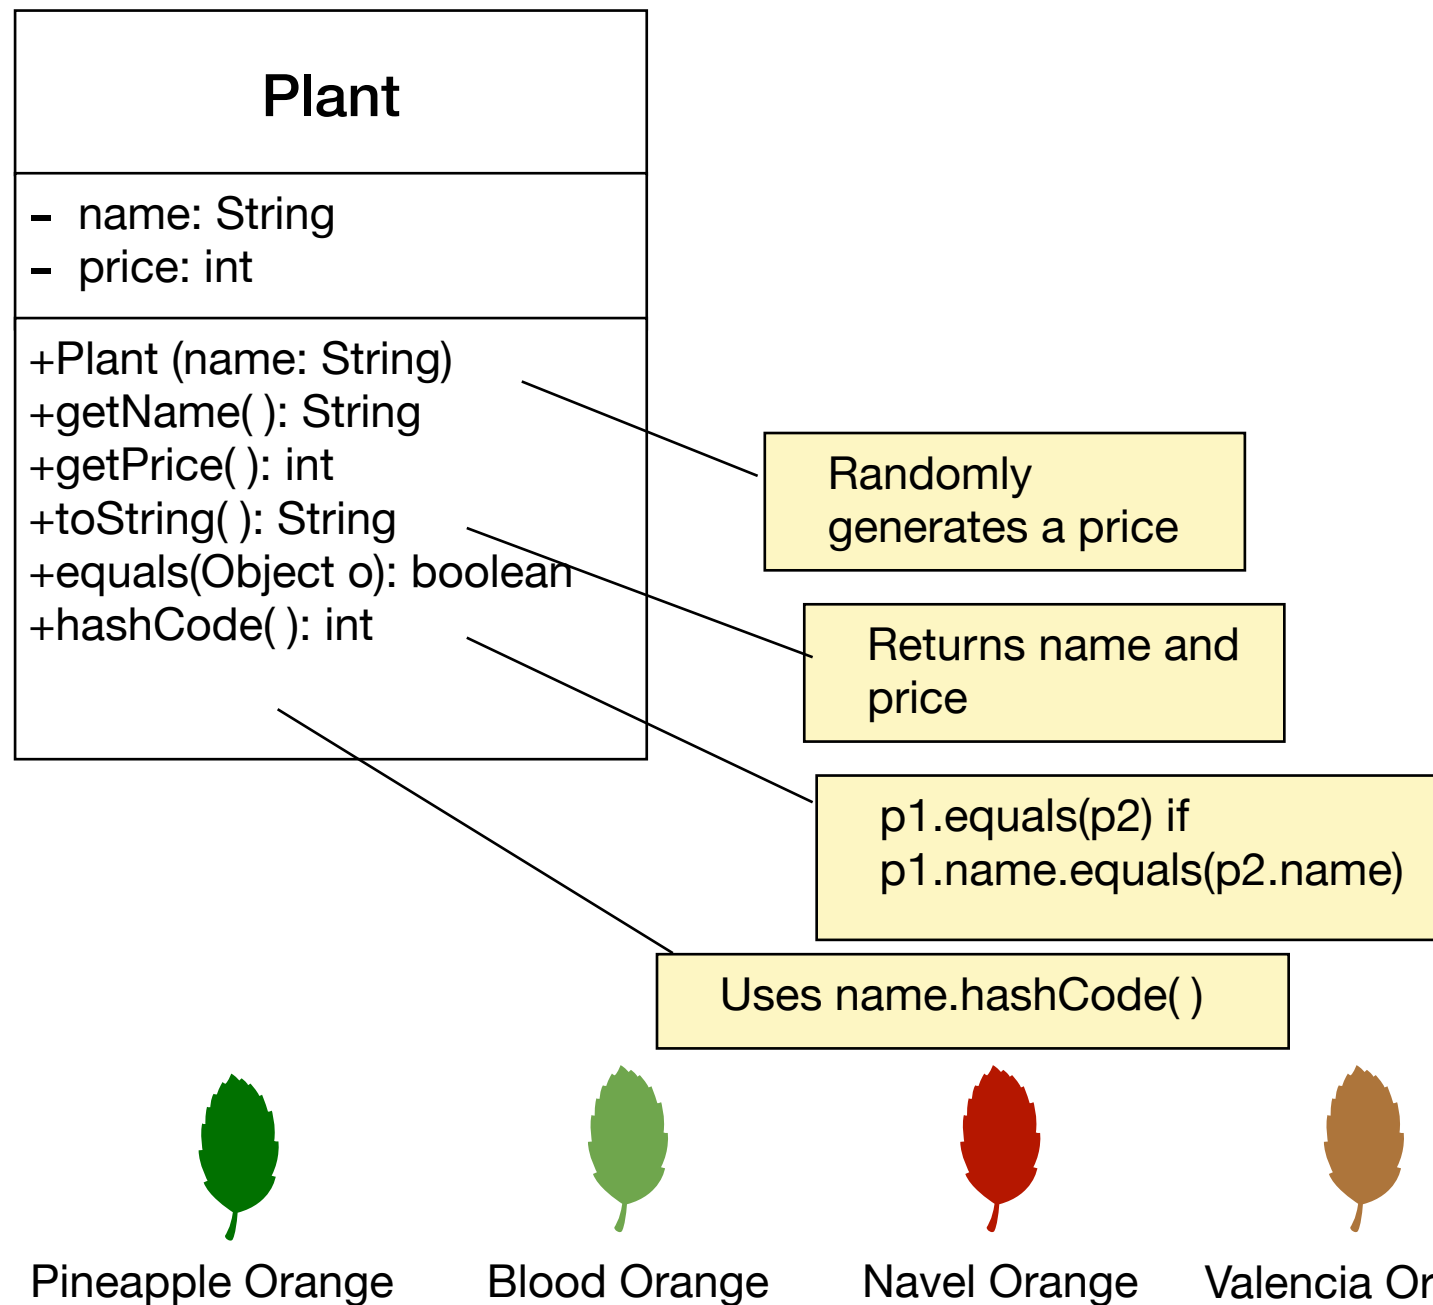 Plant
- name: String
- price: int
+Plant (name: String)
+getName( ): String
+getPrice( ): int
+toString( ): String
+equals(Object o): boolean
+hashCode( ): int
Randomly
generates a price
Returns name and
price
p1.equals(p2) if
p1.name.equals(p2.name)
Uses name.hashCode( )
Pineapple Orange
Blood Orange
Navel Orange
Valencia